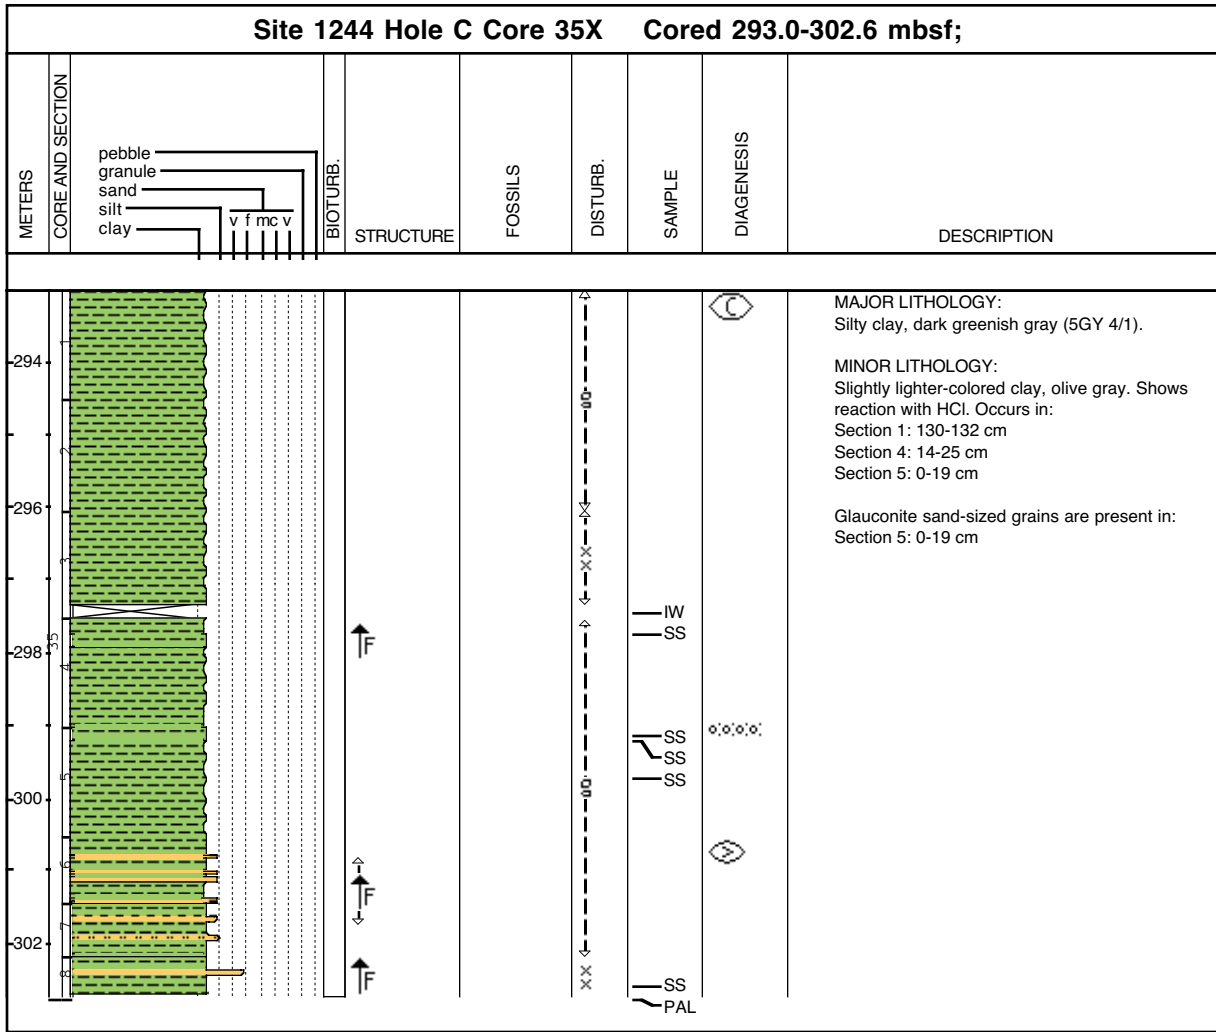 Site 1244 Hole C Core 35X Cored 293.0-302.6 mbsf;
METERS
CORE AND SECTION
pebble
granule
sand
silt
clay
v f mc v
BIOTURB.
STRUCTURE
FOSSILS
DISTURB.
SAMPLE
DIAGENESIS
DESCRIPTION
MAJOR LITHOLOGY:
Silty clay, dark greenish gray (5GY 4/1).
MINOR LITHOLOGY:
Slightly lighter-colored clay, olive gray. Shows
reaction with HCl. Occurs in:
Section 1: 130-132 cm
Section 4: 14-25 cm
Section 5: 0-19 cm
Glauconite sand-sized grains are present in:
Section 5: 0-19 cm
294
296
298
300
302
35
1
2
3
4
5
6
7
8
F
F
F
C
IW
SS
SS
SS
SS
SS
PAL